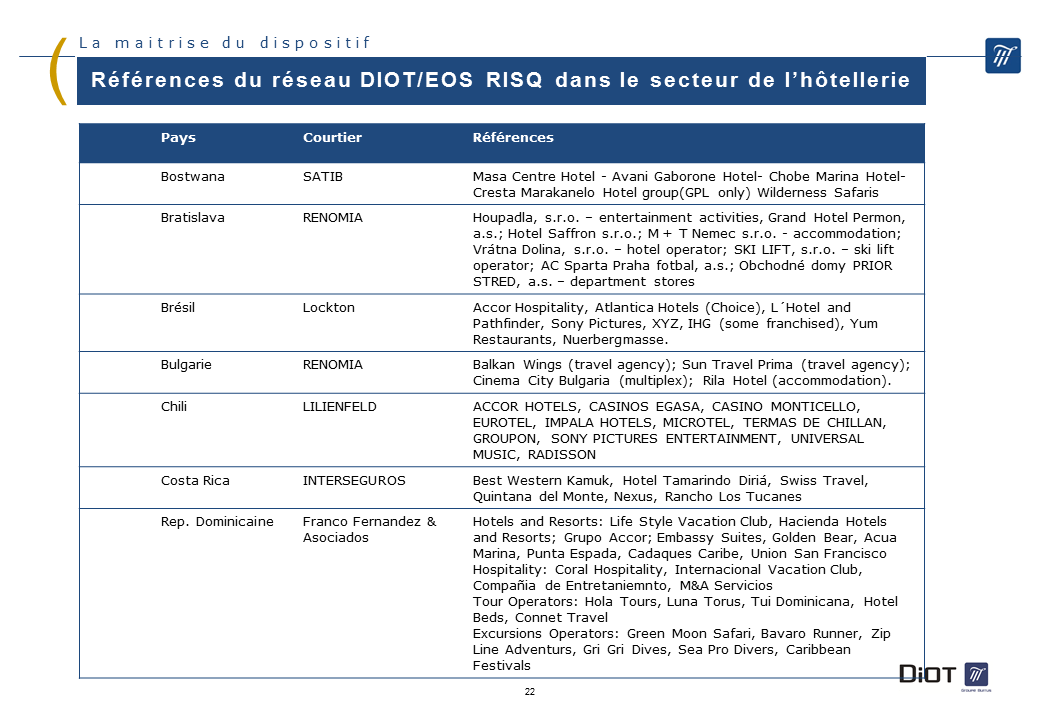 La maitrise du dispositif
Références du réseau DIOT/EOS RISQ dans le secteur de l’hôtellerie
Pays Courtier Références
Bostwana SATIB Masa Centre Hotel - Avani Gaborone Hotel- Chobe Marina Hotel-
Cresta Marakanelo Hotel group(GPL only) Wilderness Safaris
Bratislava RENOMIA Houpadla, s.r.o. – entertainment activities, Grand Hotel Permon,
a.s.; Hotel Saffron s.r.o.; M + T Nemec s.r.o. - accommodation;
Vrátna Dolina, s.r.o. – hotel operator; SKI LIFT, s.r.o. – ski lift
operator; AC Sparta Praha fotbal, a.s.; Obchodné domy PRIOR
STRED, a.s. – department stores
Brésil Lockton Accor Hospitality, Atlantica Hotels (Choice), L´Hotel and
Pathfinder, Sony Pictures, XYZ, IHG (some franchised), Yum
Restaurants, Nuerbergmasse.
Bulgarie RENOMIA Balkan Wings (travel agency); Sun Travel Prima (travel agency);
Cinema City Bulgaria (multiplex); Rila Hotel (accommodation).
Chili LILIENFELD ACCOR HOTELS, CASINOS EGASA, CASINO MONTICELLO,
EUROTEL, IMPALA HOTELS, MICROTEL, TERMAS DE CHILLAN,
GROUPON, SONY PICTURES ENTERTAINMENT, UNIVERSAL
MUSIC, RADISSON
Costa Rica INTERSEGUROS Best Western Kamuk, Hotel Tamarindo Diriá, Swiss Travel,
Quintana del Monte, Nexus, Rancho Los Tucanes
Rep. Dominicaine Franco Fernandez & Hotels and Resorts: Life Style Vacation Club, Hacienda Hotels
Asociados and Resorts; Grupo Accor; Embassy Suites, Golden Bear, Acua
Marina, Punta Espada, Cadaques Caribe, Union San Francisco
Hospitality: Coral Hospitality, Internacional Vacation Club,
Compañia de Entretaniemnto, M&A Servicios
Tour Operators: Hola Tours, Luna Torus, Tui Dominicana, Hotel
Beds, Connet Travel
Excursions Operators: Green Moon Safari, Bavaro Runner, Zip
Line Adventurs, Gri Gri Dives, Sea Pro Divers, Caribbean
Festivals
DiOT
Groupe Burrus
22